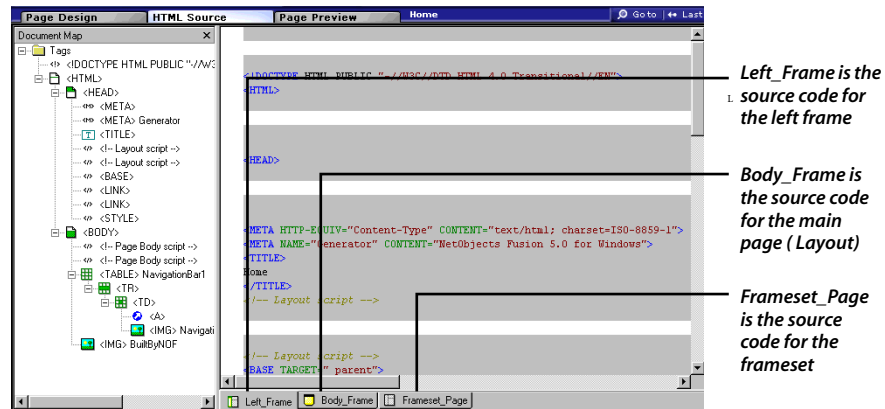 Page Design
HTML Source
Page Preview
Home
Go to
Last
Document Map
Tags
<!DOCTYPE HTML PUBLIC "-//W3C
<HTML>
<HEAD>
<META>
<META> Generator
<TITLE>
<!-- Layout script -->
<!-- Layout script -->
<BASE>
<LINK>
<LINK>
<STYLE>
<BODY>
<!-- Page Body script -->
<!-- Page Body script -->
<TABLE> NavigationBar1
<TR>
<TD>
<A>
<IMG> Navigati
<IMG> BuiltByNOF
<!DOCTYPE HTML PUBLIC "-//W3C//DTD HTML 4.0 Transitional//EN">
<HTML>
<HEAD>
<META HTTP-EQUIV="Content-Type" CONTENT="text/html; charset=ISO-8859-1">
<META NAME="Generator" CONTENT="NetObjects Fusion 5.0 for Windows">
<TITLE>
Home
</TITLE>
<!-- Layout script -->
<!-- Layout script -->
<BASE TARGET="_parent">
Left_Frame
Body_Frame
Frameset_Page
Left_Frame is the
L
source code for
the left frame
Body_Frame is
the source code
for the main
page ( Layout)
Frameset_Page
is the source
code for the
frameset